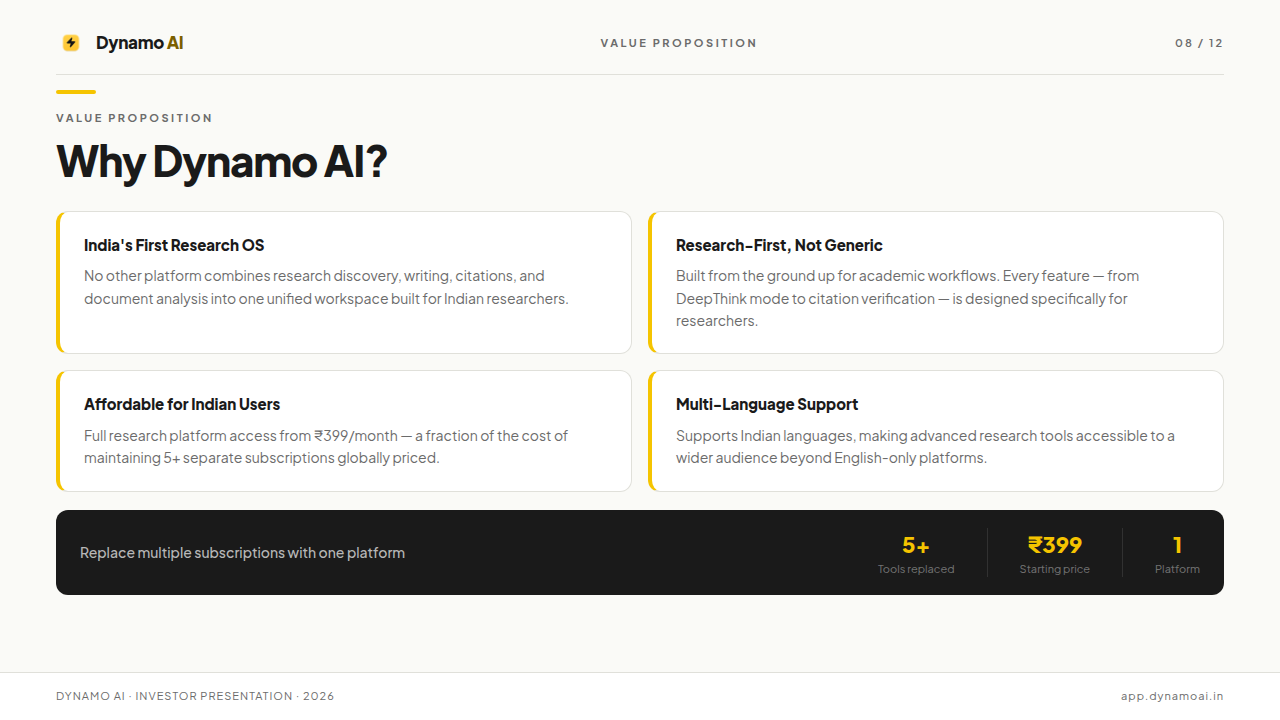 Dynamo AI
VALUE PROPOSITION
08 / 12
VALUE PROPOSITION
Why Dynamo AI?
India's First Research OS
No other platform combines research discovery, writing, citations, and
document analysis into one unified workspace built for Indian researchers.
Research-First, Not Generic
Built from the ground up for academic workflows. Every feature — from
DeepThink mode to citation verification — is designed specifically for
researchers.
Affordable for Indian Users
Full research platform access from ₹399/month — a fraction of the cost of
maintaining 5+ separate subscriptions globally priced.
Multi-Language Support
Supports Indian languages, making advanced research tools accessible to a
wider audience beyond English-only platforms.
Replace multiple subscriptions with one platform
5+
Tools replaced
₹399
Starting price
1
Platform
DYNAMO AI · INVESTOR PRESENTATION · 2026
app.dynamoai.in